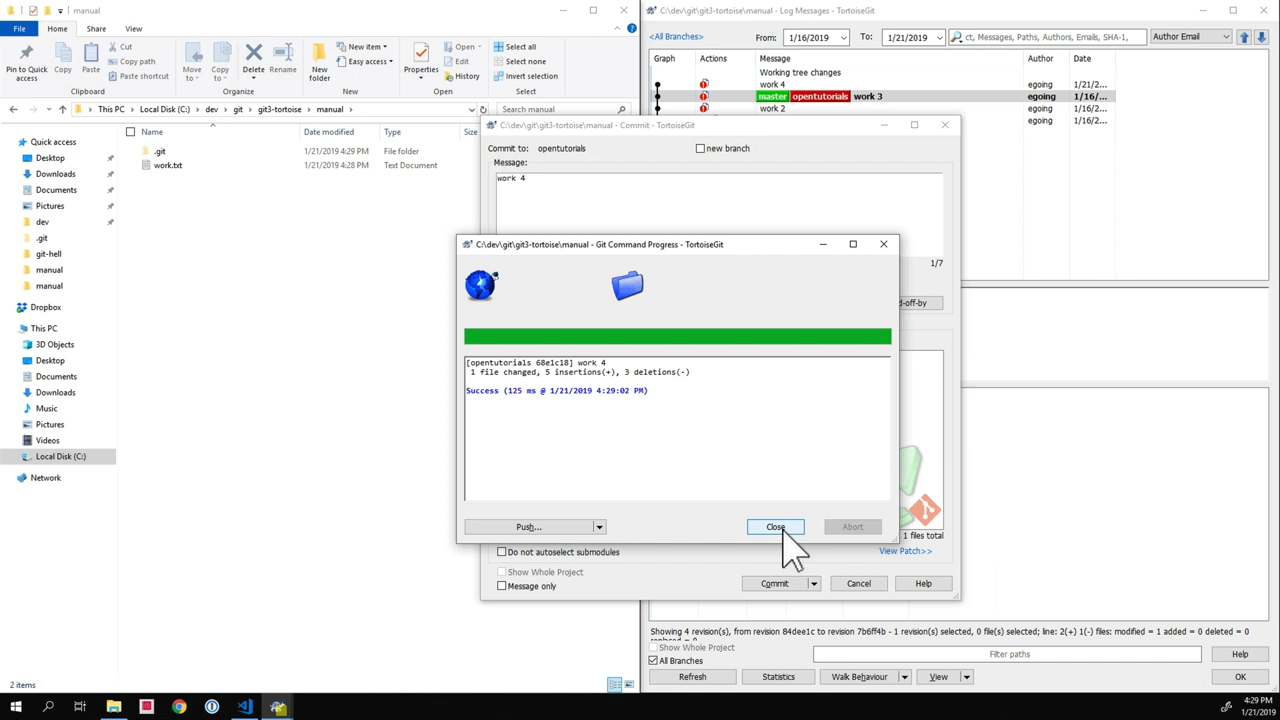 manual
File
Home
Share
View
Pin to Quick access
Copy
Paste
Cut
Copy path
Paste shortcut
Clipboard
Move to
Copy to
Delete
Rename
Organize
New folder
New item
Easy access
New
Properties
Open
Edit
History
Open
Select all
Select none
Invert selection
Select
This PC > Local Disk (C:) > dev > git > git3-tortoise > manual
Search manual
Name
Date modified
Type
Size
.git
1/21/2019 4:29 PM
File folder
work.txt
1/21/2019 4:28 PM
Text Document
Quick access
Desktop
Downloads
Documents
Pictures
dev
.git
git-hell
manual
manual
Dropbox
This PC
3D Objects
Desktop
Documents
Downloads
Music
Pictures
Videos
Local Disk (C:)
Network
2 items
C:\dev\git\git3-tortoise\manual - Log Messages - TortoiseGit
<All Branches>
From:
1/16/2019
To:
1/21/2019
ct, Messages, Paths, Authors, Emails, SHA-1,
Author Email
Graph
Actions
Message
Author
Date
Working tree changes
work 4
egoing
1/21/2...
master opentutorials work 3
egoing
1/16/...
work 2
egoing
1/16/2...
egoing
1/16/2...
C:\dev\git\git3-tortoise\manual - Commit - TortoiseGit
Commit to:
opentutorials
new branch
Message:
work 4
1/7
d-off-by
C:\dev\git\git3-tortoise\manual - Git Command Progress - TortoiseGit
[opentutorials 68e1c18] work 4
1 file changed, 5 insertions(+), 3 deletions(-)
Success (125 ms @ 1/21/2019 4:29:02 PM)
Push...
Close
Abort
1 files total
Do not autoselect submodules
View Patch>>
Show Whole Project
Message only
Commit
Cancel
Help
Showing 4 revision(s), from revision 84dee1c to revision 7b6ff4b - 1 revision(s) selected, 0 file(s) selected; line: 2(+) 1(-) files: modified = 1 added = 0 deleted = 0
replaced = 0
Show Whole Project
All Branches
Filter paths
Help
Refresh
Statistics
Walk Behaviour
View
OK
4:29 PM
1/21/2019